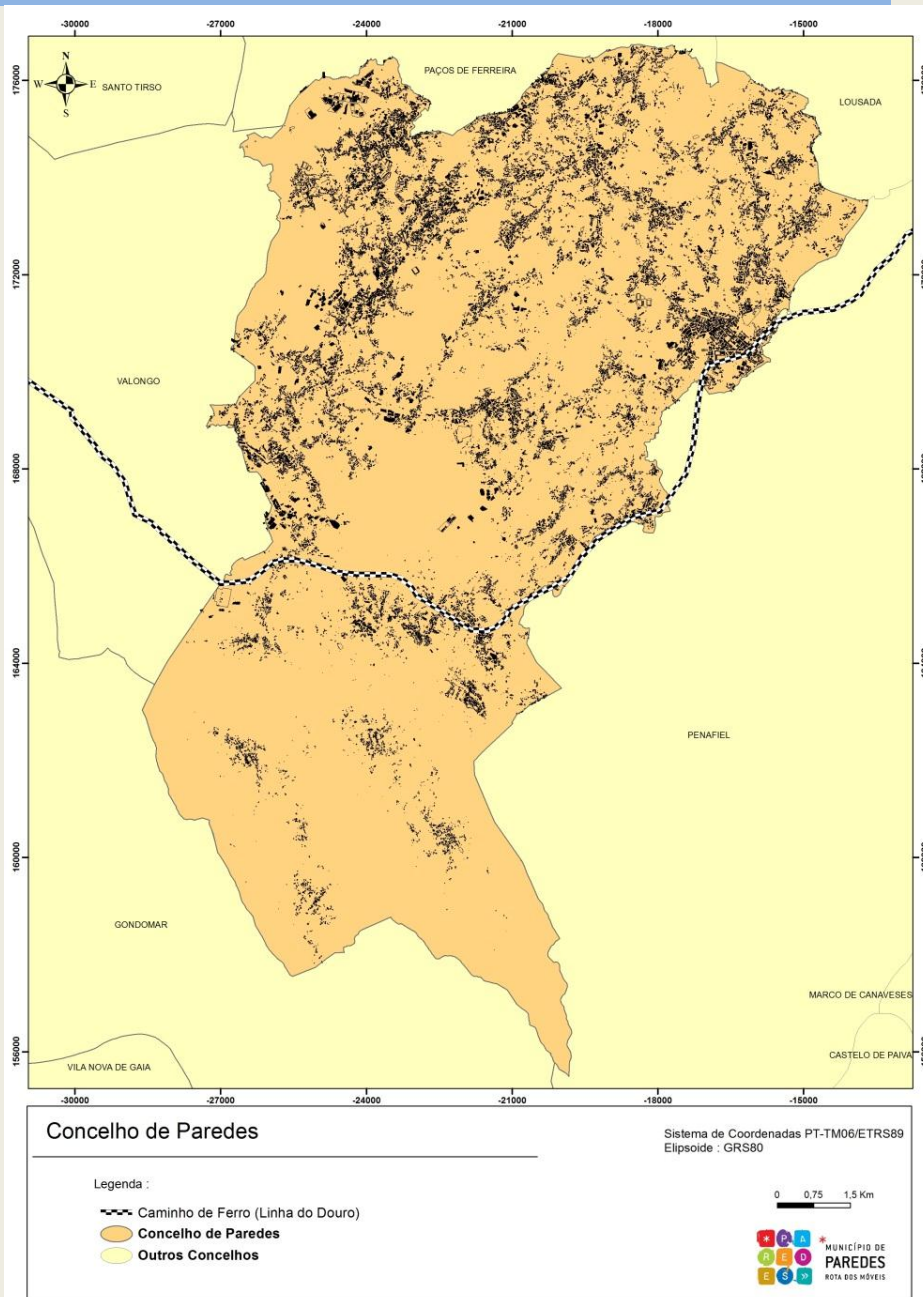 -30000 -27000 -24000 -21000 -18000 -15000
N
W E
S
176000
SANTO TIRSO
PAÇOS DE FERREIRA
LOUSADA
172000
VALONGO
168000
164000
PENAFIEL
160000
GONDOMAR
MARCO DE CANAVESES
156000
VILA NOVA DE GAIA
CASTELO DE PAIVA
-30000 -27000 -24000 -21000 -18000 -15000
Concelho de Paredes
Sistema de Coordenadas PT-TM06/ETRS89
Elipsoide : GRS80
Legenda :
Caminho de Ferro (Linha do Douro)
Concelho de Paredes
Outros Concelhos
0 0,75 1,5 Km
* P A
R E D
E S »
* MUNICÍPIO DE
PAREDES
ROTA DOS MÓVEIS